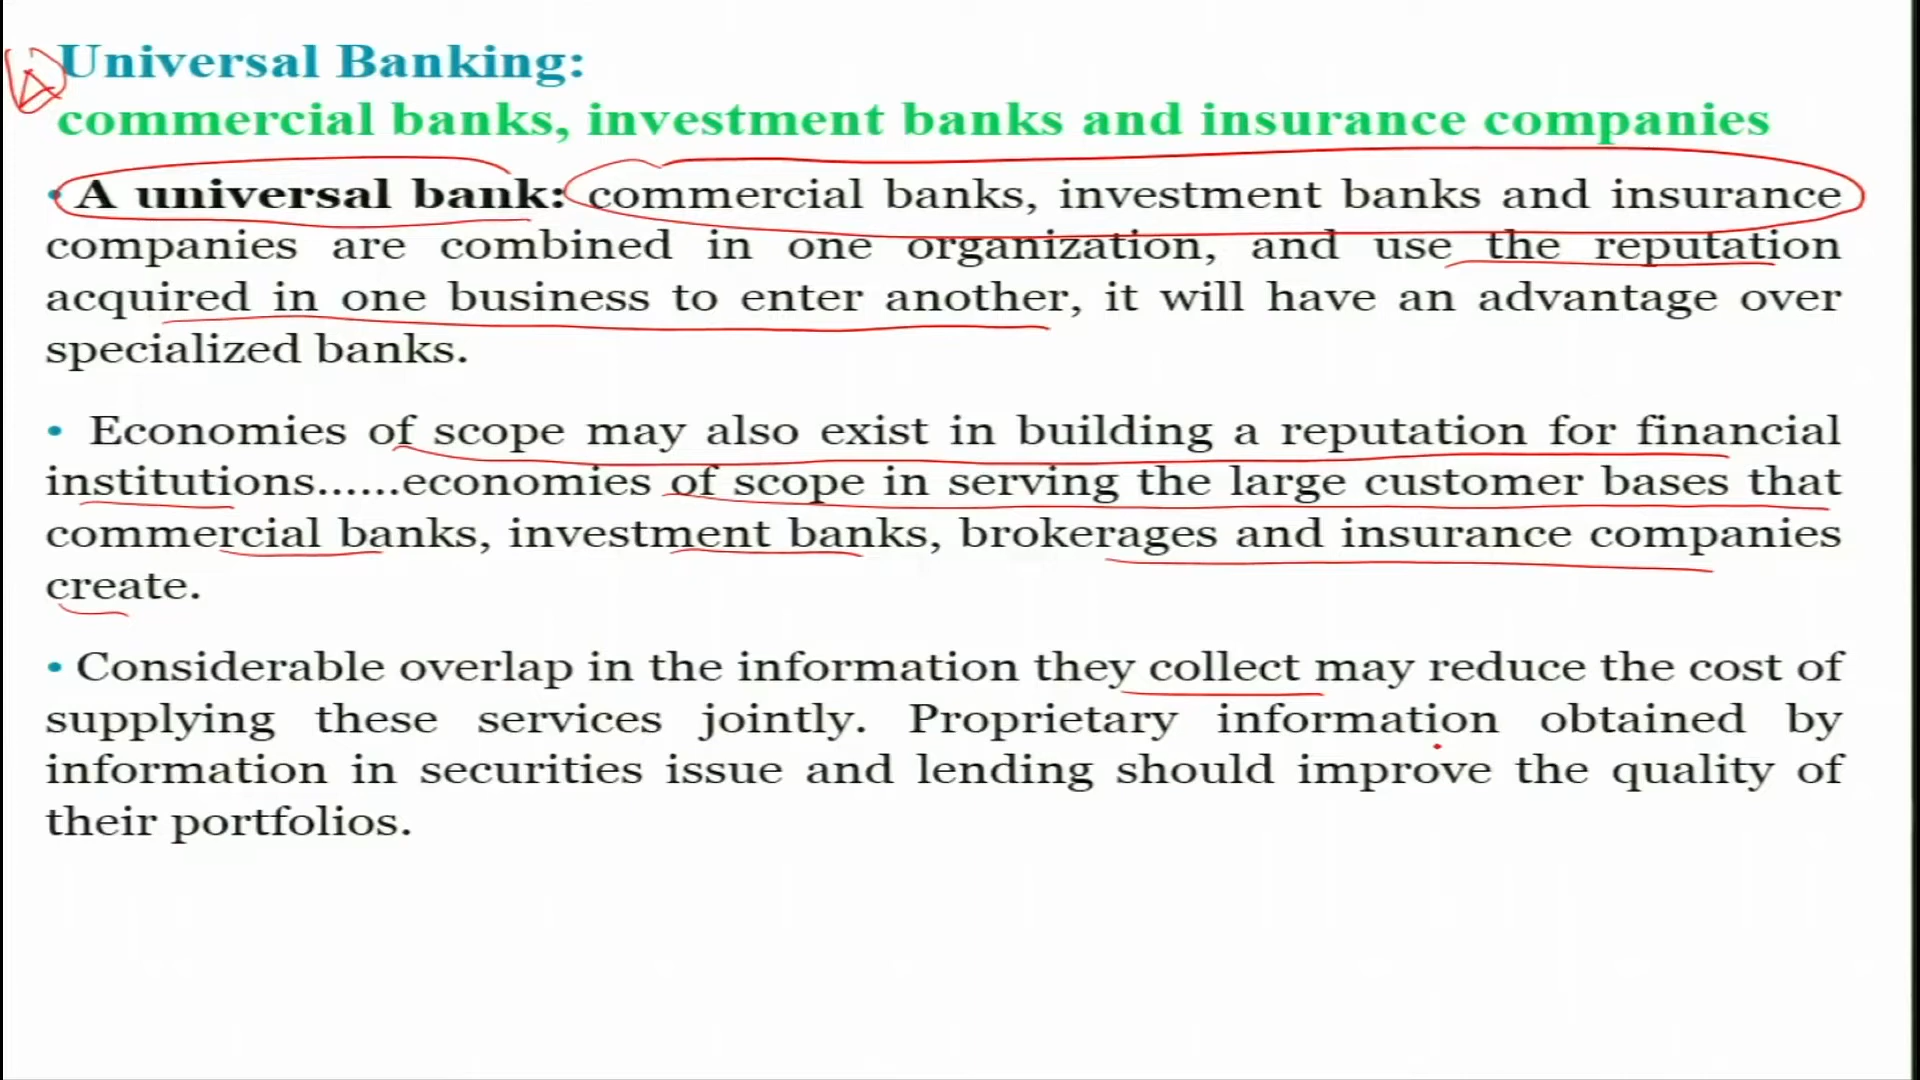 Universal Banking:
commercial banks, investment banks and insurance companies
• A universal bank: commercial banks, investment banks and insurance
companies are combined in one organization, and use the reputation
acquired in one business to enter another, it will have an advantage over
specialized banks.
• Economies of scope may also exist in building a reputation for financial
institutions......economies of scope in serving the large customer bases that
commercial banks, investment banks, brokerages and insurance companies
create.
• Considerable overlap in the information they collect may reduce the cost of
supplying these services jointly. Proprietary information obtained by
information in securities issue and lending should improve the quality of
their portfolios.